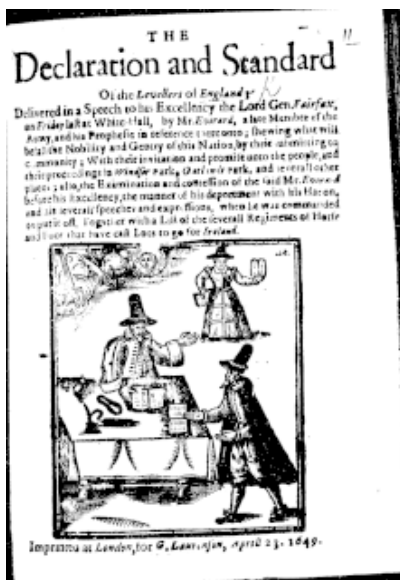 THE
Declaration and Standard
Of the Levellers of England;
Delivered in a Speech to his Excellency the Lord Gen. Fairfax,
on Friday last at White-Hall, by Mr. Everard, a late Member of the
Army, and his Prophesie in reference thereunto; shewing what will
befall the Nobility and Gentry of this Nation, by their submitting to
community; With their invitation and promise unto the people, and
their proceedings in Windsor Park, Oatlands Park, and severall other
places; also, the Examination and confession of the said Mr. Everard
before his Excellency, the manner of his deportment with his Hat on,
and his severall speeches and expressions, when he was commanded
to put it off. Together with a List of the severall Regiments of Horse
and Foot that have cast Lots to go for Ireland.
Imprinted at London, for G. Laurenson, April 23. 1649.